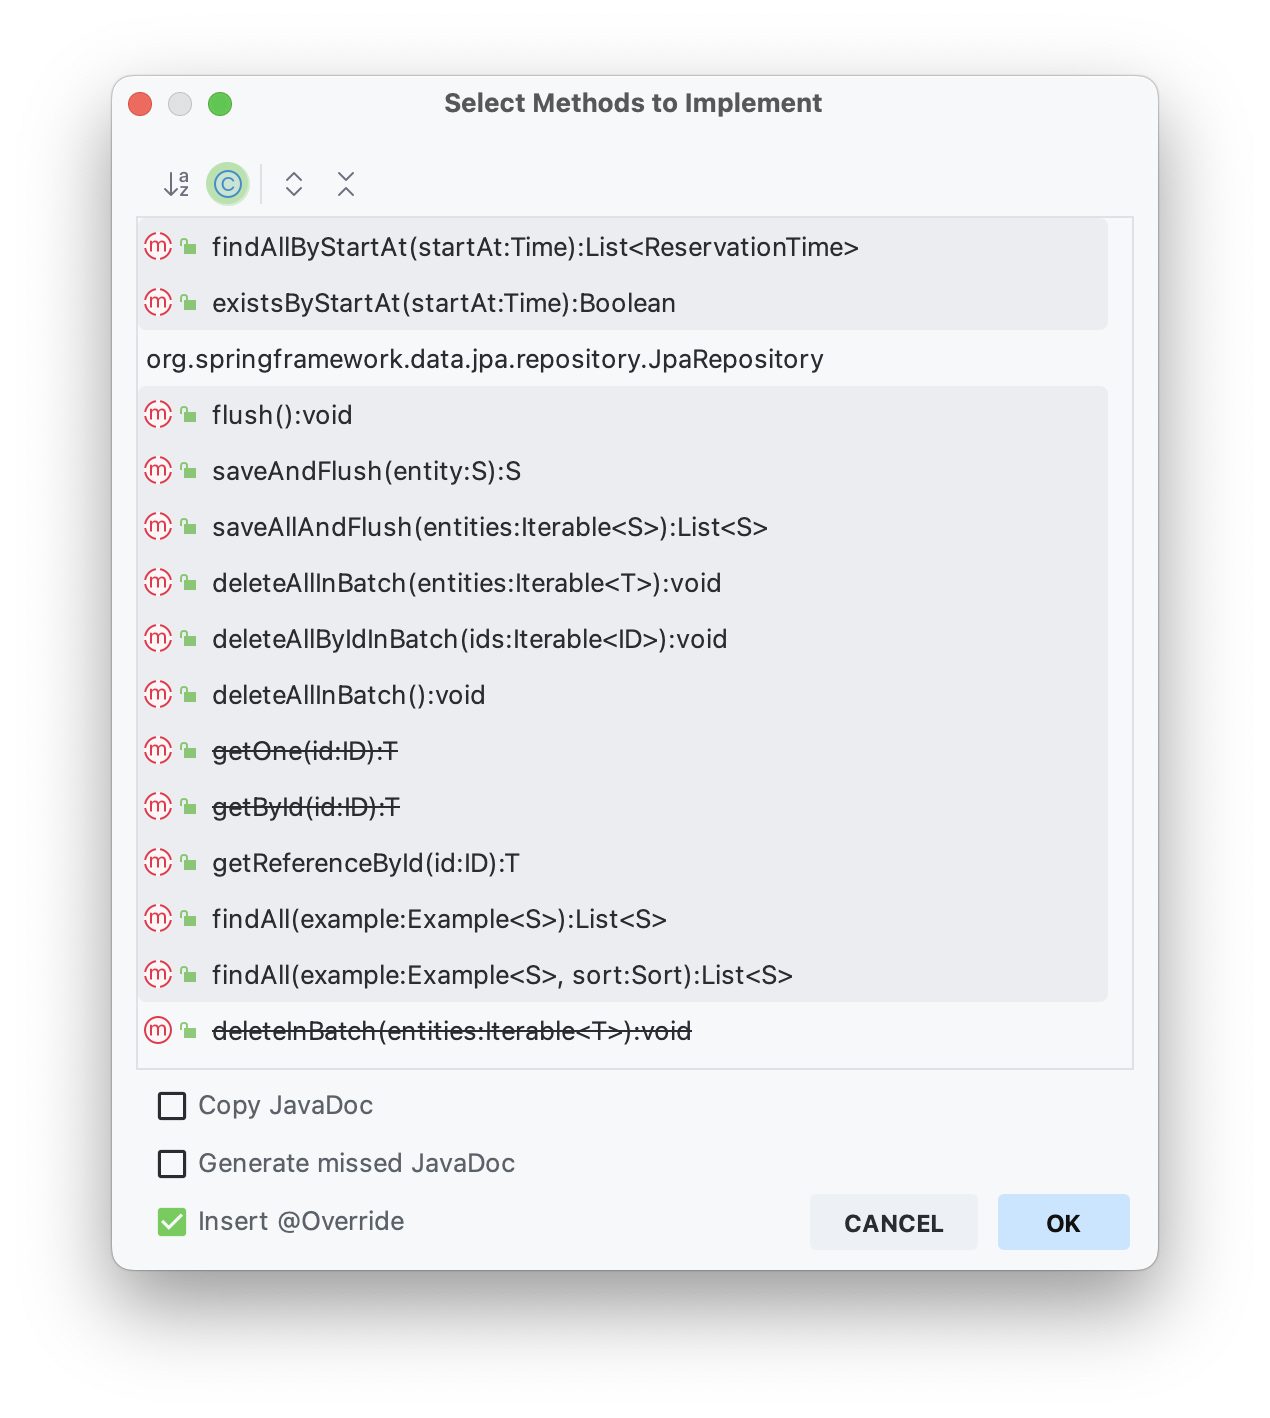 Select Methods to Implement
findAllByStartAt(startAt:Time):List<ReservationTime>
existsByStartAt(startAt:Time):Boolean
org.springframework.data.jpa.repository.JpaRepository
flush():void
saveAndFlush(entity:S):S
saveAllAndFlush(entities:Iterable<S>):List<S>
deleteAllInBatch(entities:Iterable<T>):void
deleteAllByIdInBatch(ids:Iterable<ID>):void
deleteAllInBatch():void
getOne(id:ID):T
getById(id:ID):T
getReferenceById(id:ID):T
findAll(example:Example<S>):List<S>
findAll(example:Example<S>, sort:Sort):List<S>
deleteInBatch(entities:Iterable<T>):void
Copy JavaDoc
Generate missed JavaDoc
Insert @Override
CANCEL
OK